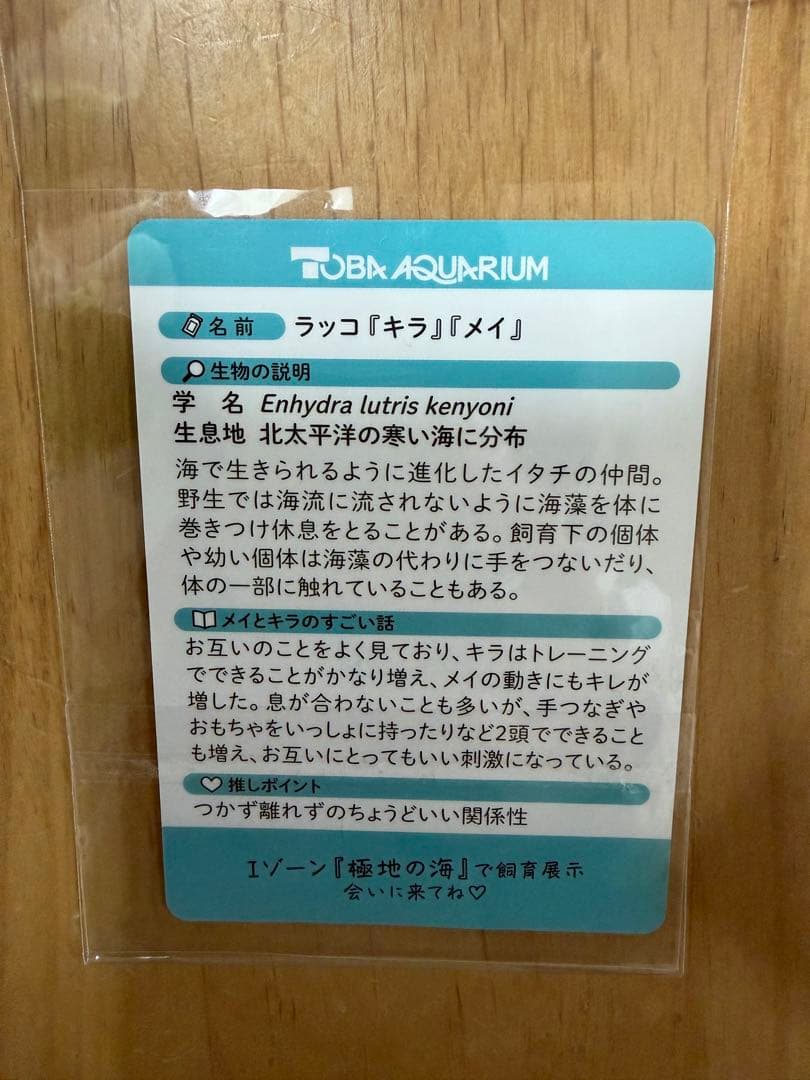 TOBA AQUARIUM
名前 ラッコ『キラ』『メイ』
生物の説明
学 名 Enhydra lutris kenyoni
生息地 北太平洋の寒い海に分布
海で生きられるように進化したイタチの仲間。
野生では海流に流されないように海藻を体に
巻きつけ休息をとることがある。飼育下の個体
や幼い個体は海藻の代わりに手をつないだり、
体の一部に触れていることもある。
メイとキラのすごい話
お互いのことをよく見ており、キラはトレーニング
でできることがかなり増え、メイの動きにもキレが
増した。息が合わないことも多いが、手つなぎや
おもちゃをいっしょに持ったりなど2頭でできること
も増え、お互いにとってもいい刺激になっている。
推しポイント
つかず離れずのちょうどいい関係性
Iゾーン『極地の海』で飼育展示
会いに来てね♡